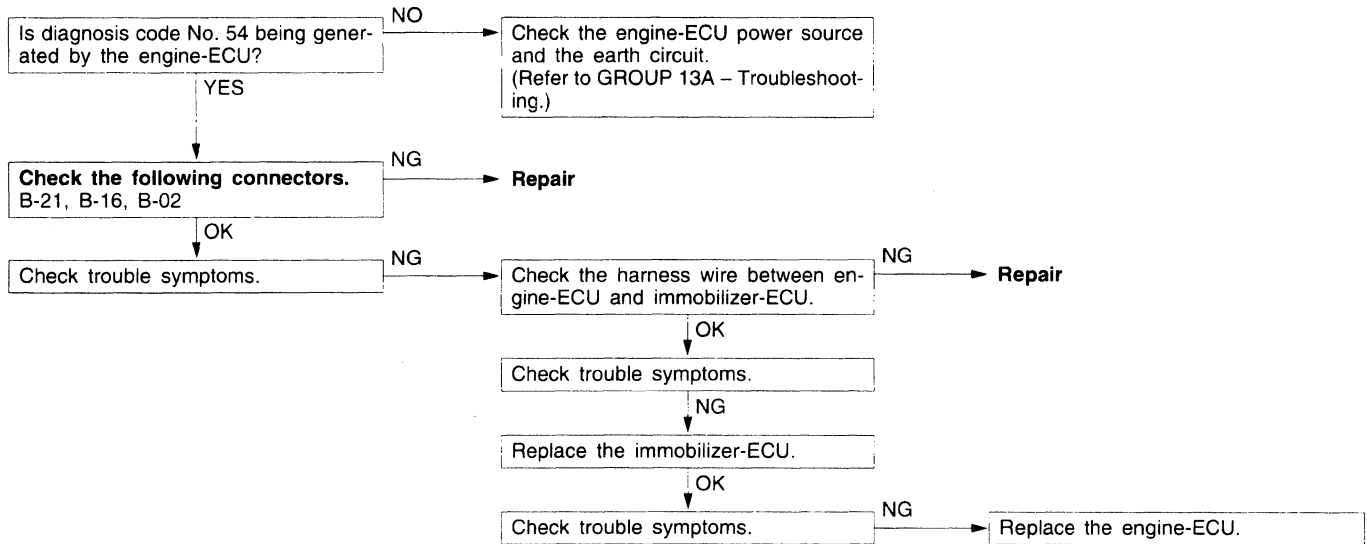 Is diagnosis code No. 54 being gener-
ated by the engine-ECU?
NO
Check the engine-ECU power source
and the earth circuit.
(Refer to GROUP 13A – Troubleshoot-
ing.)
YES
Check the following connectors.
B-21, B-16, B-02
NG
Repair
OK
Check trouble symptoms.
NG
Check the harness wire between en-
gine-ECU and immobilizer-ECU.
NG
Repair
OK
Check trouble symptoms.
NG
Replace the immobilizer-ECU.
OK
Check trouble symptoms.
NG
Replace the engine-ECU.